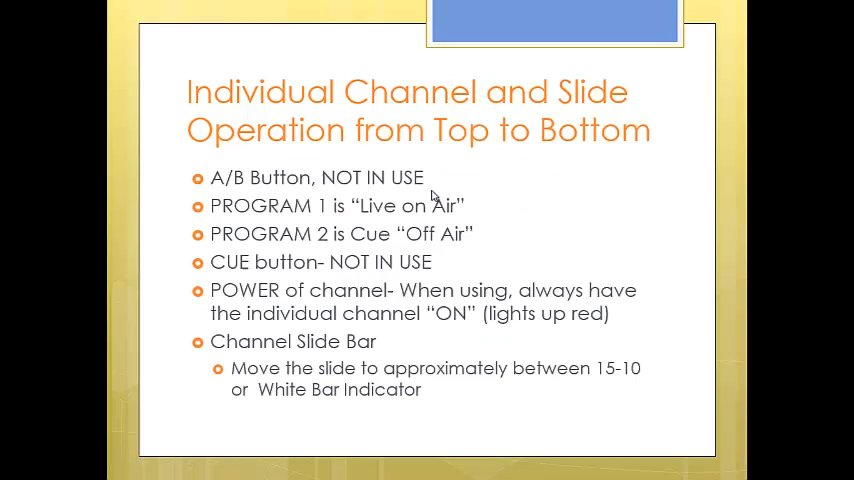 Individual Channel and Slide
Operation from Top to Bottom
A/B Button, NOT IN USE
PROGRAM 1 is “Live on Air”
PROGRAM 2 is Cue “Off Air”
CUE button- NOT IN USE
POWER of channel- When using, always have
the individual channel “ON” (lights up red)
Channel Slide Bar
Move the slide to approximately between 15-10
or White Bar Indicator